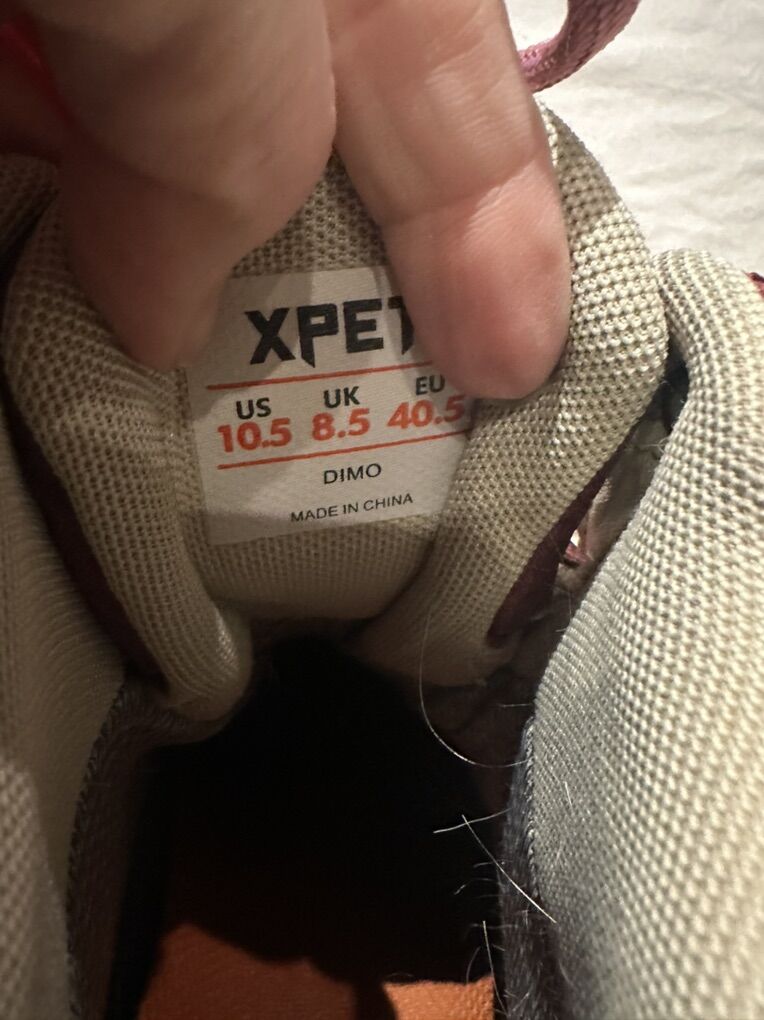 XPET
US UK EU
10.5 8.5 40.5
DIMO
MADE IN CHINA